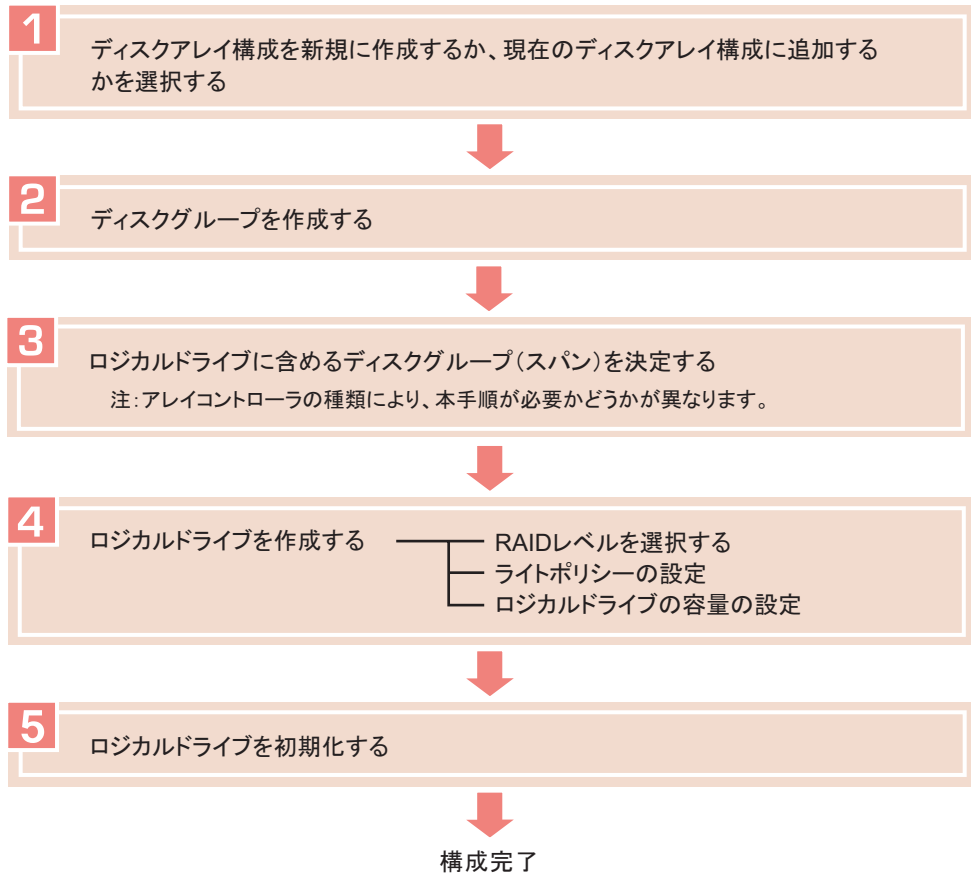 1
ディスクアレイ構成を新規に作成するか、現在のディスクアレイ構成に追加する
かを選択する
2
ディスクグループを作成する
3
ロジカルドライブに含めるディスクグループ（スパン）を決定する
注：アレイコントローラの種類により、本手順が必要かどうかが異なります。
4
ロジカルドライブを作成する
RAIDレベルを選択する
ライトポリシーの設定
ロジカルドライブの容量の設定
5
ロジカルドライブを初期化する
構成完了